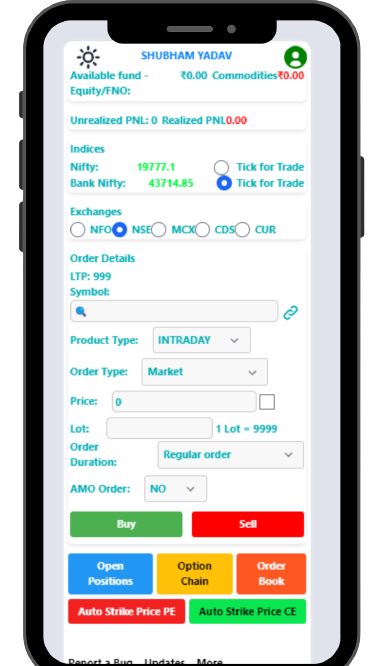 SHUBHAM YADAV
Available fund - ₹0.00 Commodities₹0.00
Equity/FNO:
Unrealized PNL: 0 Realized PNL0.00
Indices
Nifty: 19777.1 Tick for Trade
Bank Nifty: 43714.85 Tick for Trade
Exchanges
NFO NSE MCX CDS CUR
Order Details
LTP: 999
Symbol:
Product Type: INTRADAY
Order Type: Market
Price: 0
Lot: 1 Lot = 9999
Order
Duration: Regular order
AMO Order: NO
Buy Sell
Open Option Order
Positions Chain Book
Auto Strike Price PE Auto Strike Price CE
Report a Bug Updates More